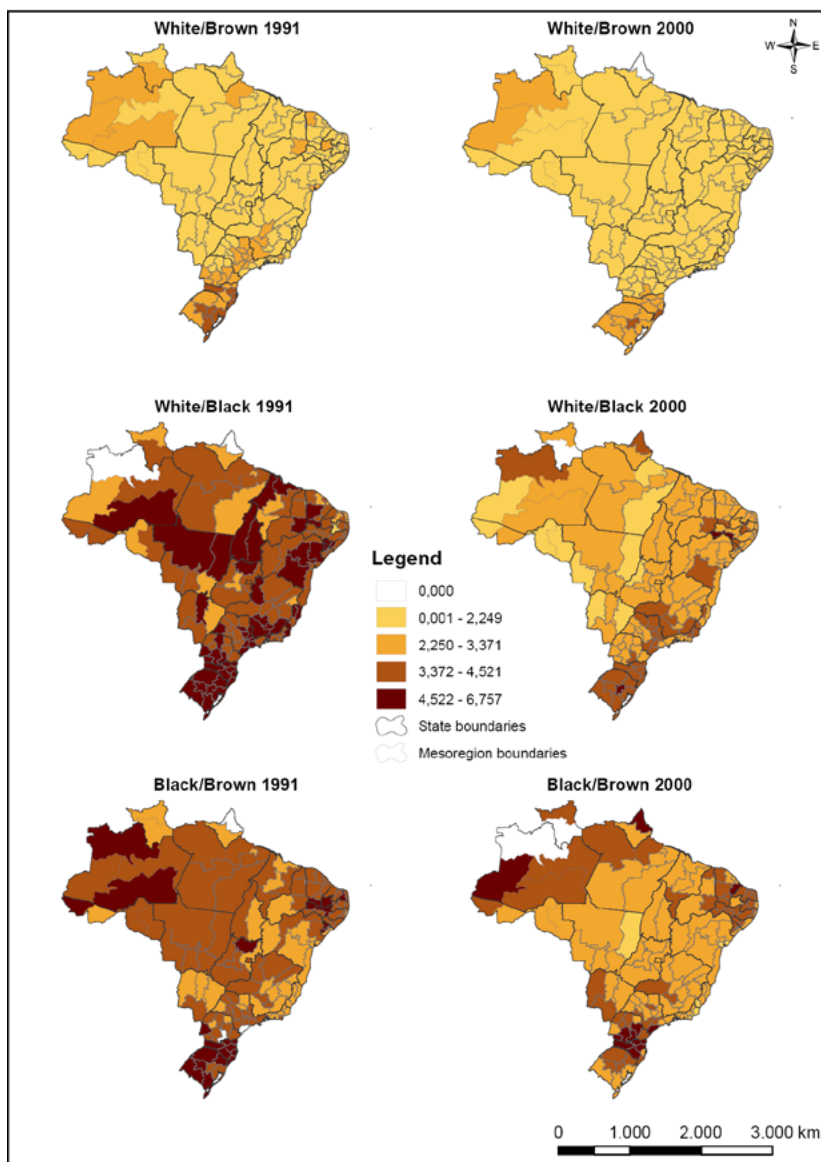 White/Brown 1991
White/Brown 2000
N
W E
S
White/Black 1991
White/Black 2000
Legend
0,000
0,001 - 2,249
2,250 - 3,371
3,372 - 4,521
4,522 - 6,757
State boundaries
Mesoregion boundaries
Black/Brown 1991
Black/Brown 2000
0 1.000 2.000 3.000 km